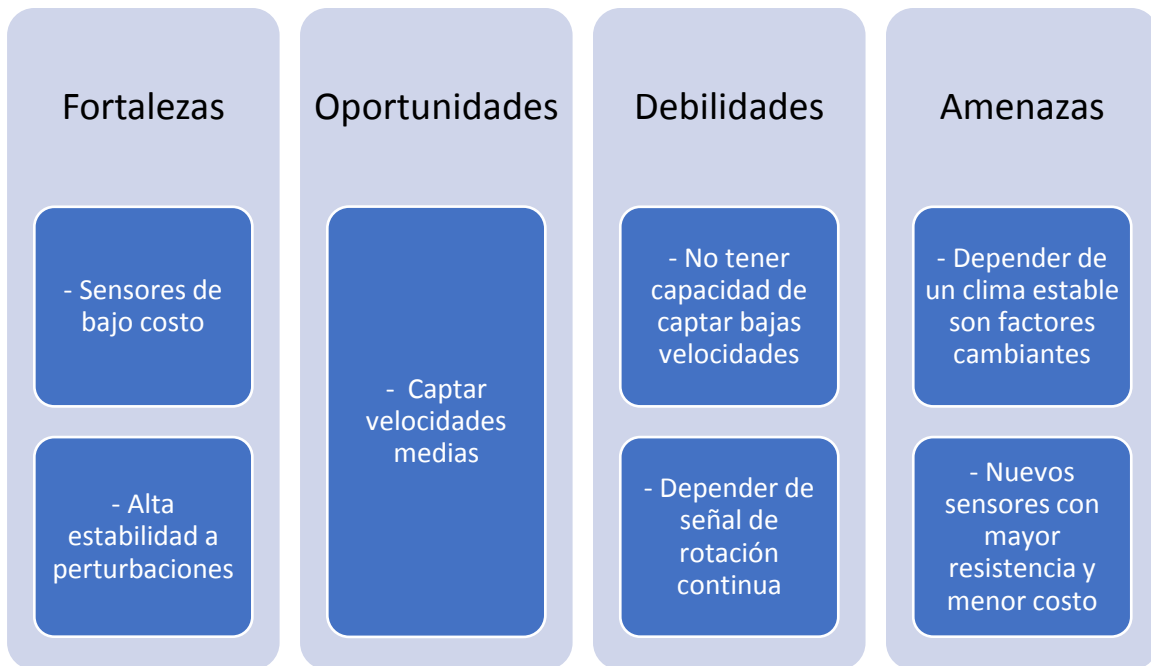 Fortalezas
- Sensores de
bajo costo
- Alta
estabilidad a
perturbaciones
Oportunidades
- Captar
velocidades
medias
Debilidades
- No tener
capacidad de
captar bajas
velocidades
- Depender de
señal de
rotación
continua
Amenazas
- Depender de
un clima estable
son factores
cambiantes
- Nuevos
sensores con
mayor
resistencia y
menor costo